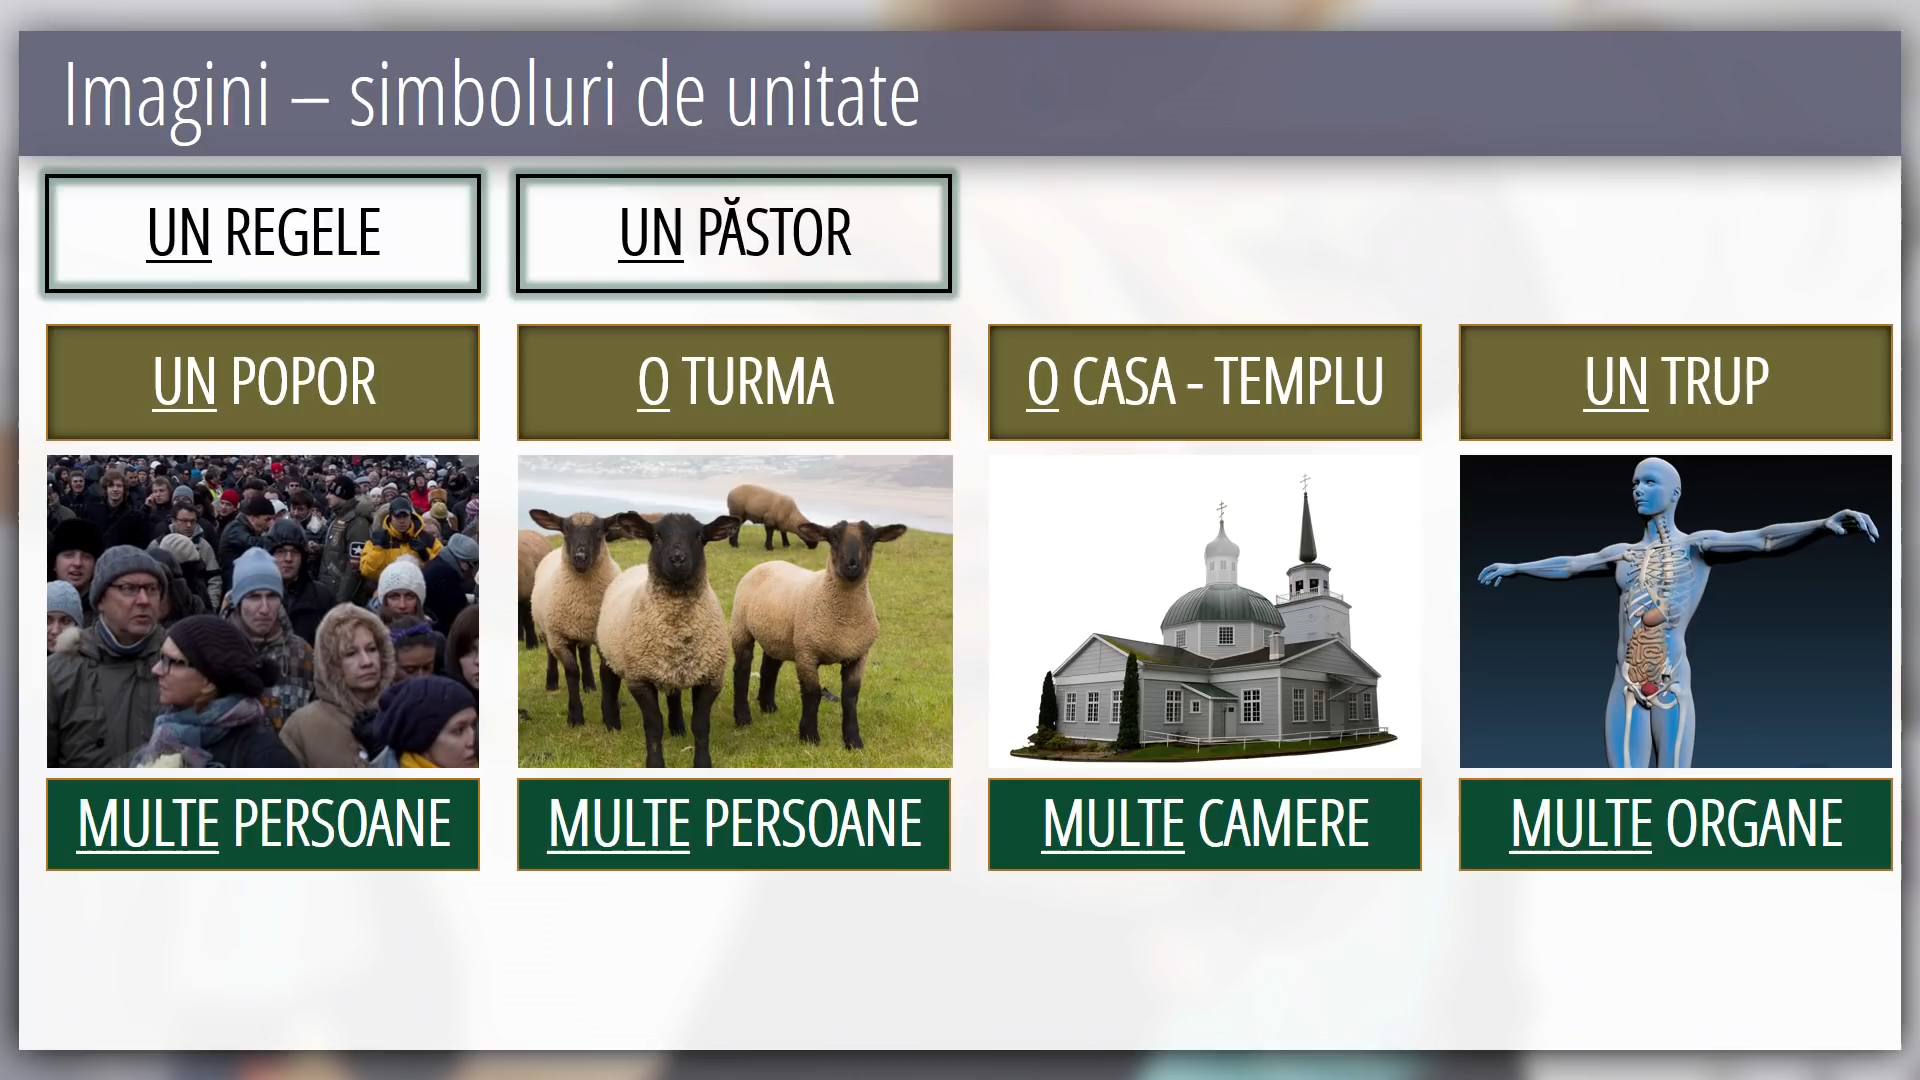 Imagini – simboluri de unitate
UN REGELE
UN PĂSTOR
UN POPOR
O TURMA
O CASA - TEMPLU
UN TRUP
MULTE PERSOANE
MULTE PERSOANE
MULTE CAMERE
MULTE ORGANE